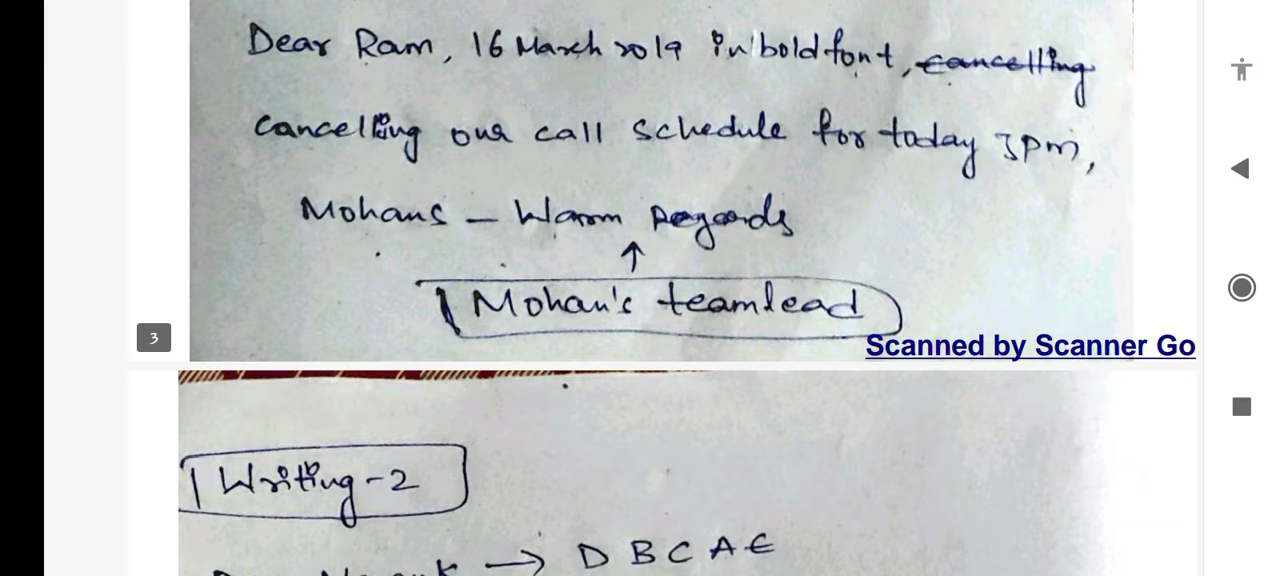 Dear Ram, 16 March 2019 in bold font, cancelling
cancelling our call schedule for today 3pm,
Mohans - Warm Regards
↑
Mohan's teamlead
3
Scanned by Scanner Go
Writing-2
→ D B C A E